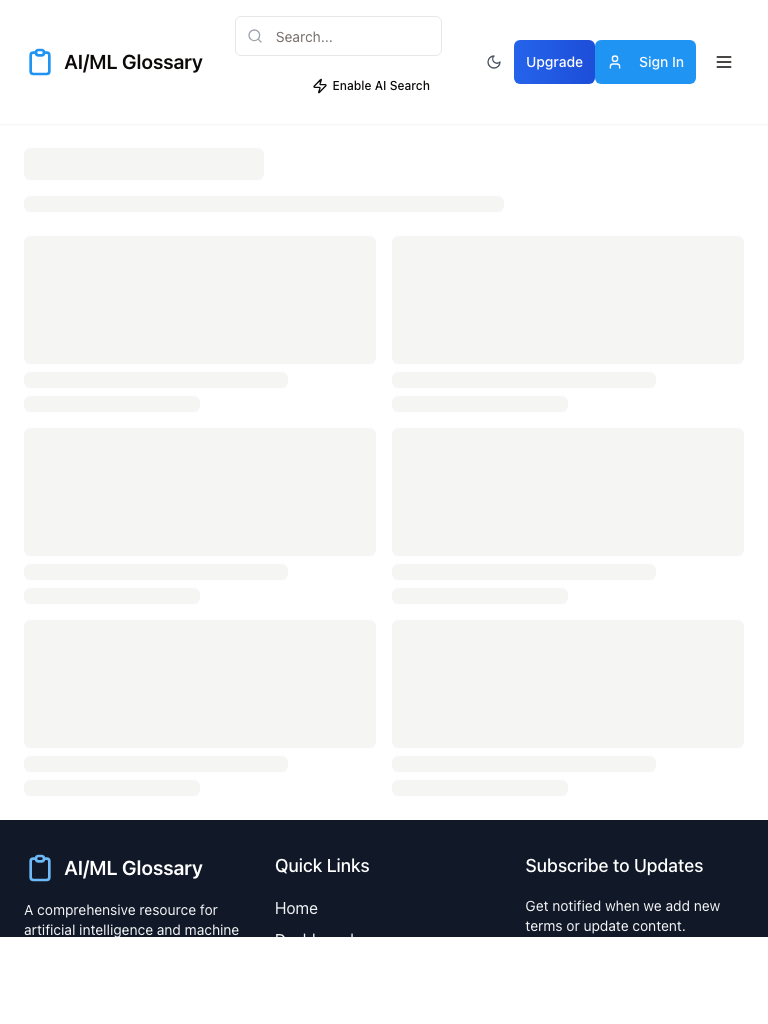 AI/ML Glossary
Search...
Enable AI Search
Upgrade
Sign In
AI/ML Glossary
A comprehensive resource for
artificial intelligence and machine
Quick Links
Home
Subscribe to Updates
Get notified when we add new
terms or update content.